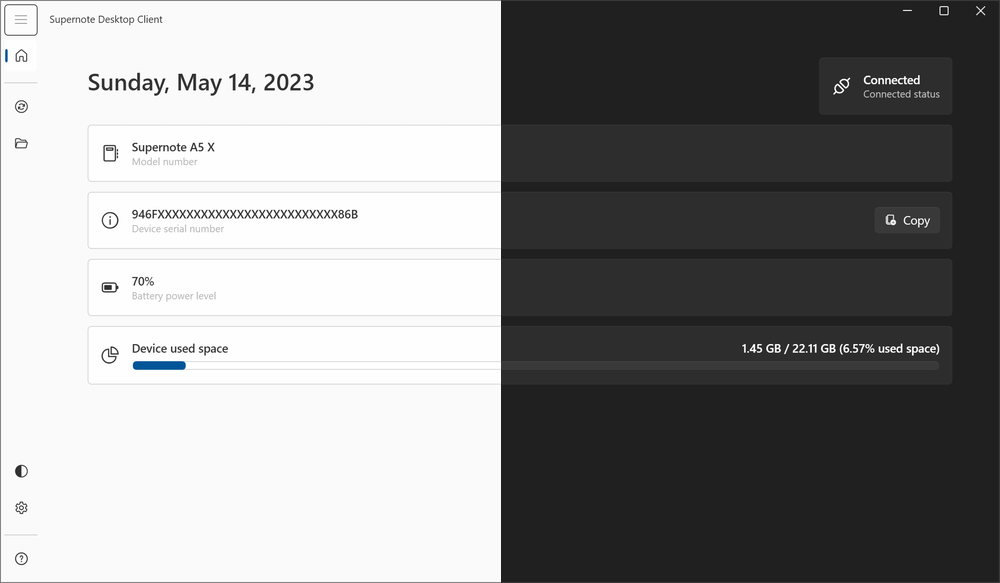 Supernote Desktop Client
Sunday, May 14, 2023
Connected
Connected status
Supernote A5 X
Model number
946FXXXXXXXXXXXXXXXXXXXXXXXXX86B
Device serial number
Copy
70%
Battery power level
Device used space
1.45 GB / 22.11 GB (6.57% used space)